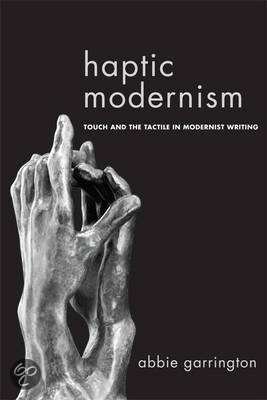 haptic
modernism
TOUCH AND THE TACTILE IN MODERNIST WRITING
abbie garrington